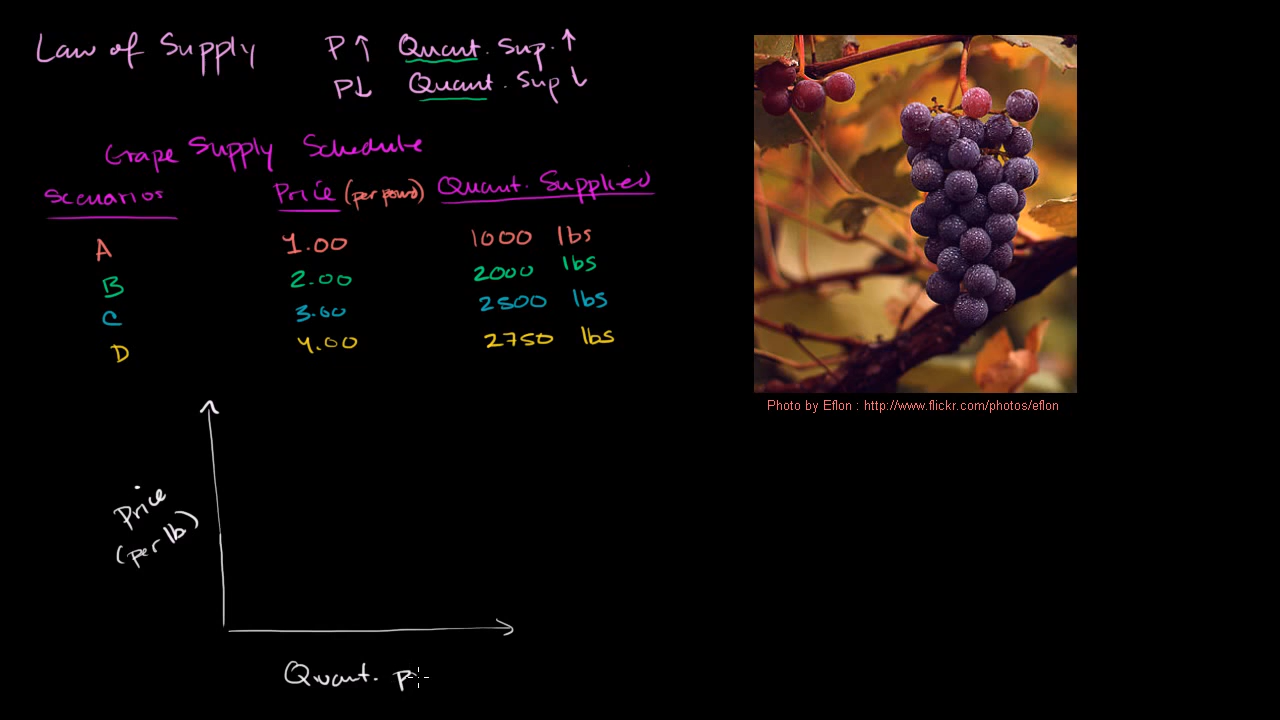 Law of Supply P↑ Quant. Sup. ↑
P↓ Quant. Sup ↓
Grape Supply Schedule
Scenarios Price (per pound) Quant. Supplied
A 1.00 1000 lbs
B 2.00 2000 lbs
C 3.00 2500 lbs
D 4.00 2750 lbs
Photo by Eflon : http://www.flickr.com/photos/eflon
Price
(per lb)
Quant. P